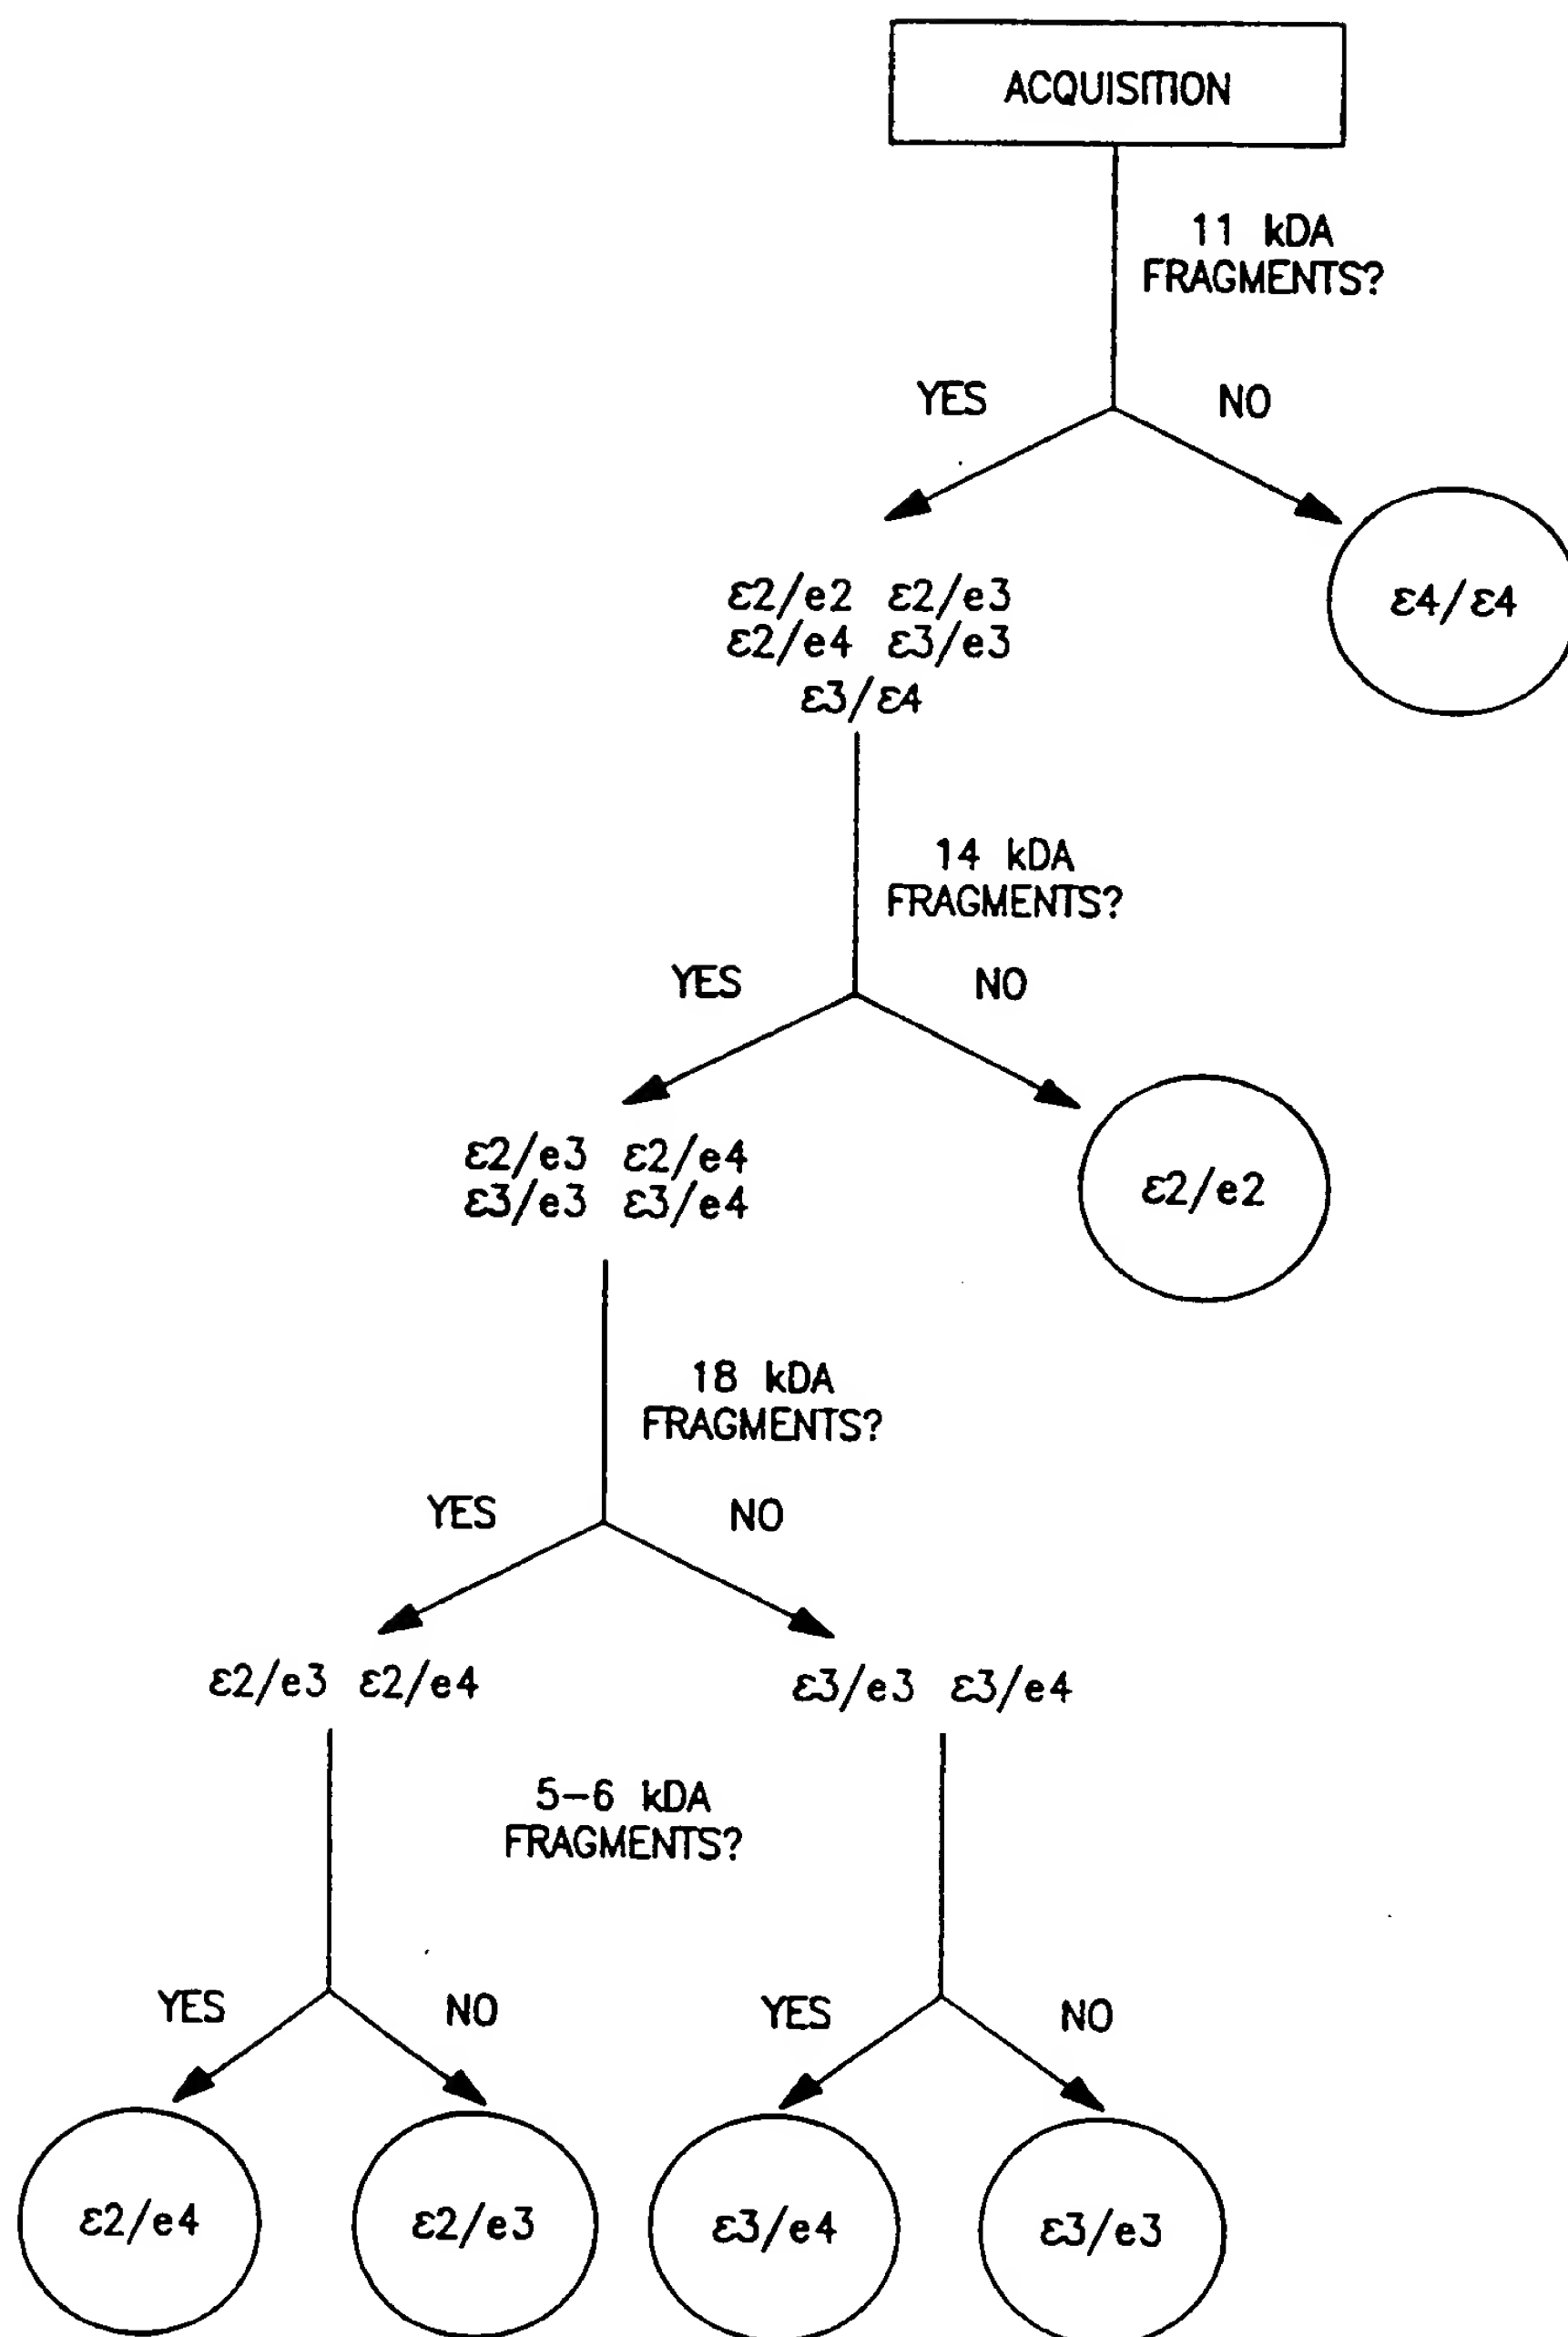 ACQUISITION
11 kDA
FRAGMENTS?
YES NO
ε2/e2 ε2/e3
ε2/e4 ε3/e3
ε3/ε4
ε4/ε4
14 kDA
FRAGMENTS?
YES NO
ε2/e3 ε2/e4
ε3/e3 ε3/e4
ε2/e2
18 kDA
FRAGMENTS?
YES NO
ε2/e3 ε2/e4 ε3/e3 ε3/e4
5-6 kDA
FRAGMENTS?
YES NO YES NO
ε2/e4 ε2/e3 ε3/e4 ε3/e3